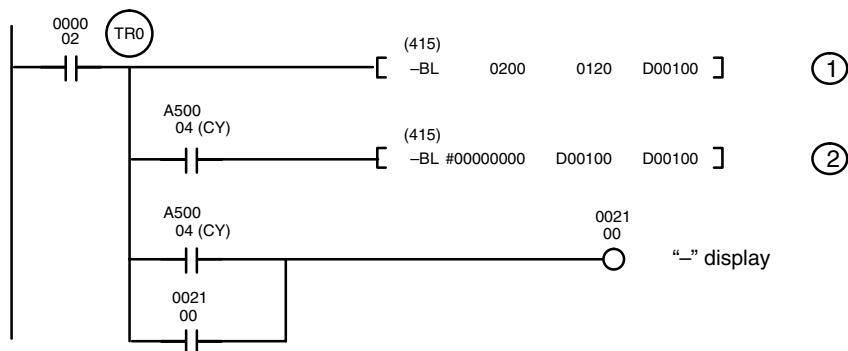 0000
02
TR0
(415)
–BL 0200 0120 D00100
1
A500
04 (CY)
(415)
–BL #00000000 D00100 D00100
2
A500
04 (CY)
0021
00
“–” display
0021
00